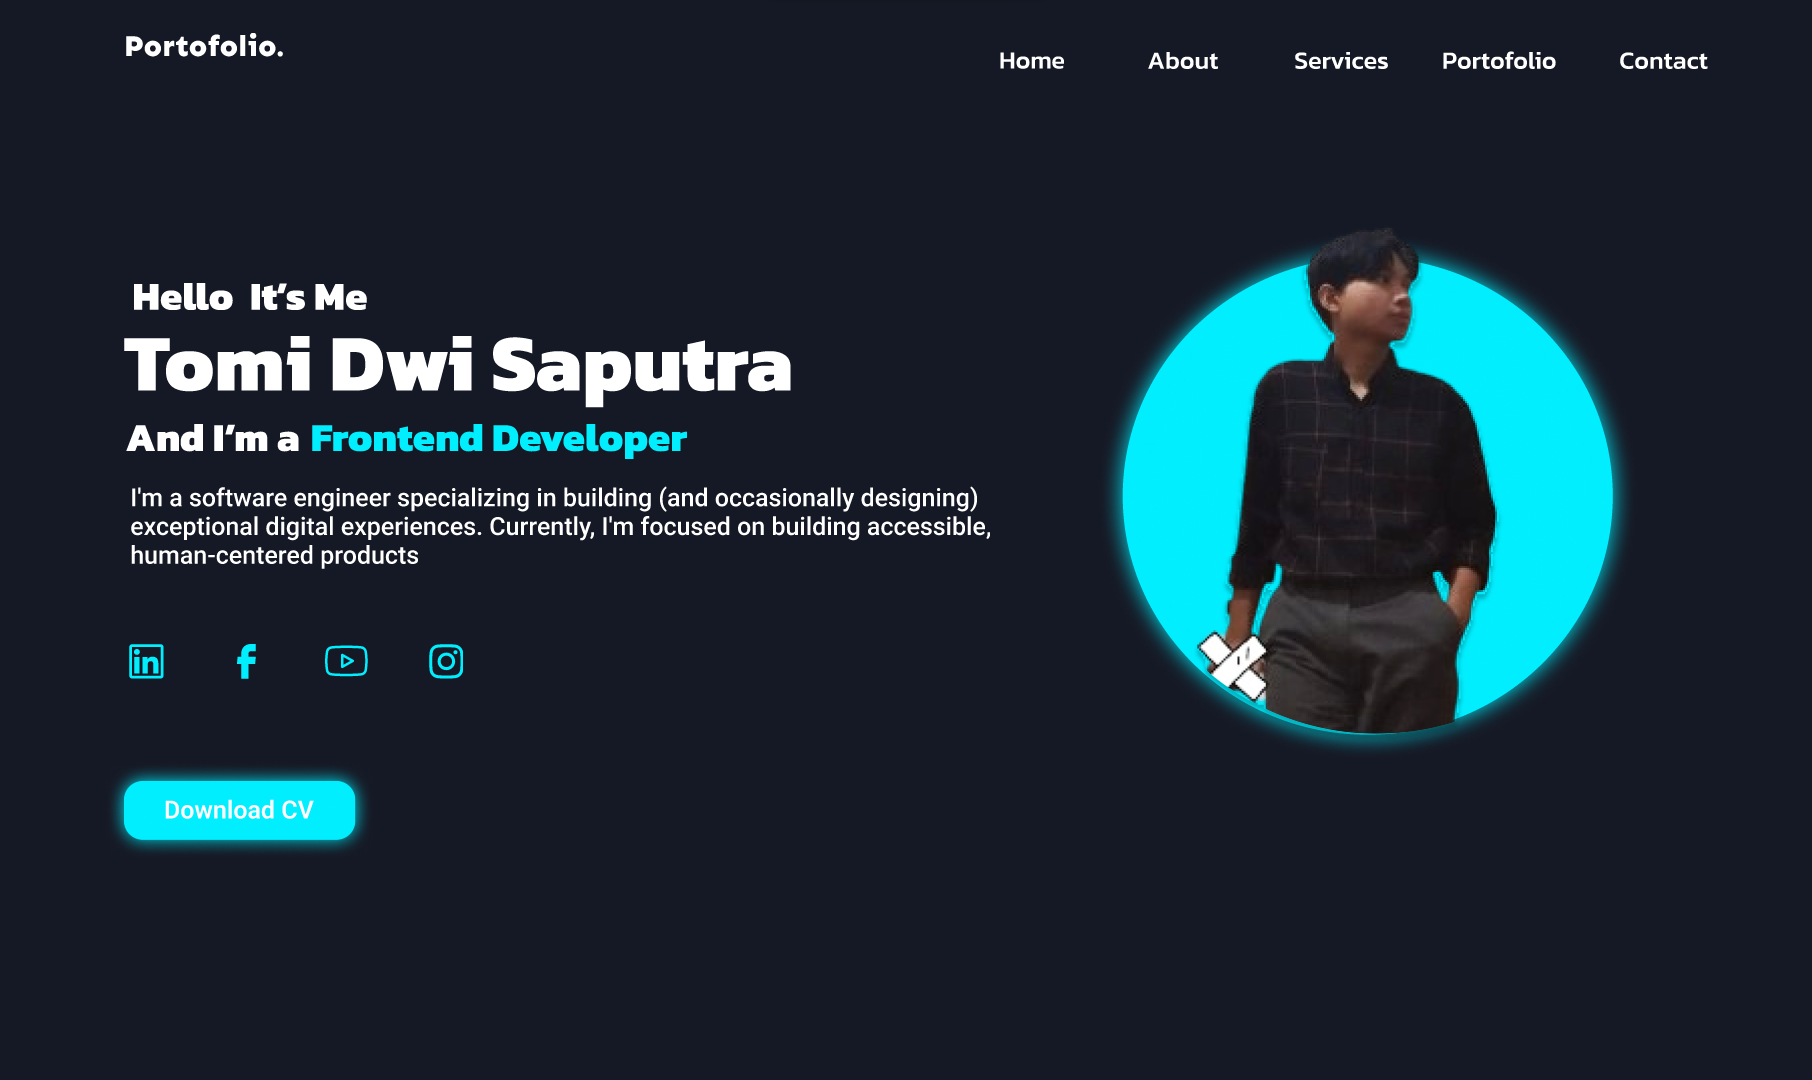 Portofolio.
Home About Services Portofolio Contact
Hello It’s Me
Tomi Dwi Saputra
And I’m a Frontend Developer
I'm a software engineer specializing in building (and occasionally designing)
exceptional digital experiences. Currently, I'm focused on building accessible,
human-centered products
Download CV